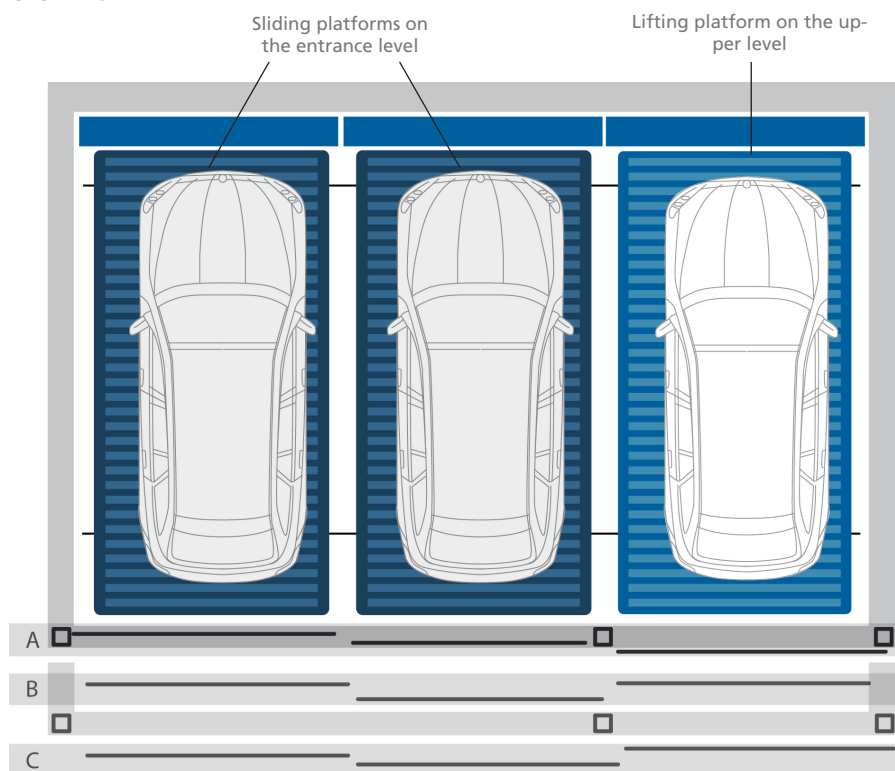 Sliding platforms on
the entrance level
Lifting platform on the up-
per level
A
B
C